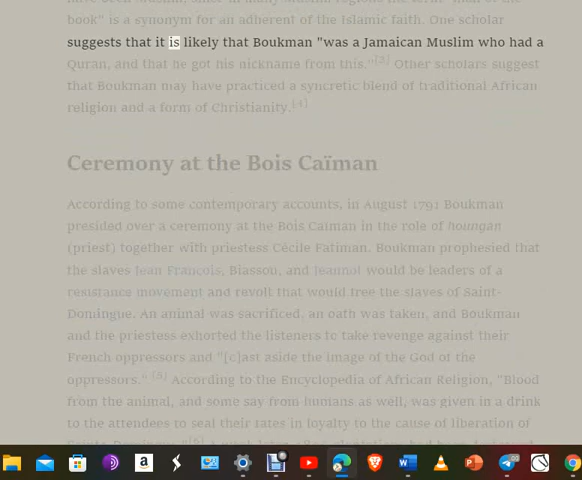 book" is a synonym for an adherent of the Islamic faith. One scholar
suggests that it is likely that Boukman "was a Jamaican Muslim who had a
Quran, and that he got his nickname from this."[3] Other scholars suggest
that Boukman may have practiced a syncretic blend of traditional African
religion and a form of Christianity.[4]
Ceremony at the Bois Caïman
According to some contemporary accounts, in August 1791 Boukman
presided over a ceremony at the Bois Caïman in the role of houngan
(priest) together with priestess Cécile Fatiman. Boukman prophesied that
the slaves Jean François, Biassou, and Jeannot would be leaders of a
resistance movement and revolt that would free the slaves of Saint-
Domingue. An animal was sacrificed, an oath was taken, and Boukman
and the priestess exhorted the listeners to take revenge against their
French oppressors and "[c]ast aside the image of the God of the
oppressors." [5] According to the Encyclopedia of African Religion, "Blood
from the animal, and some say from humans as well, was given in a drink
to the attendees to seal their fates in loyalty to the cause of liberation of